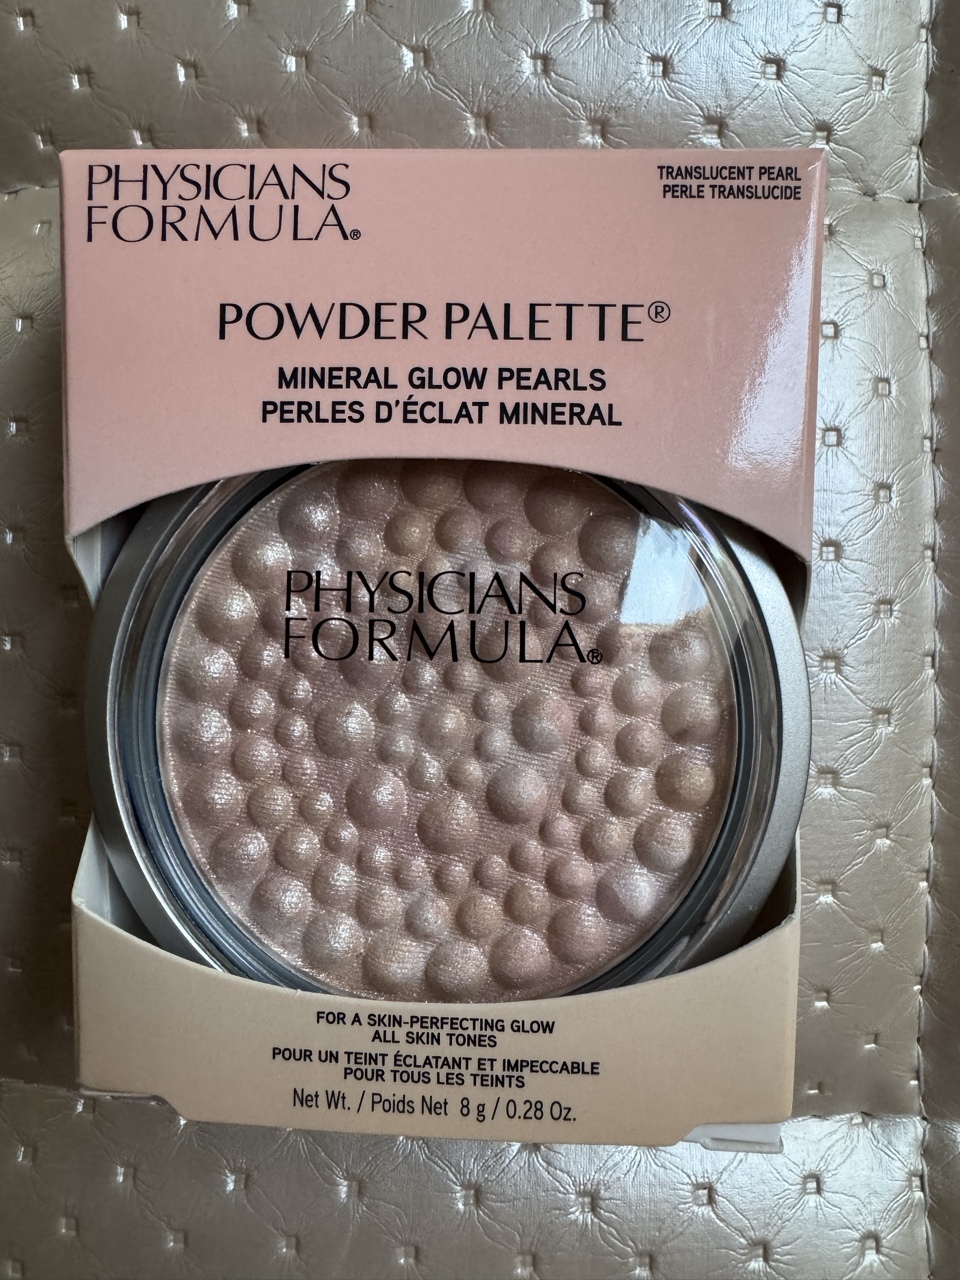 PHYSICIANS
FORMULA®
TRANSLUCENT PEARL
PERLE TRANSLUCIDE
POWDER PALETTE®
MINERAL GLOW PEARLS
PERLES D'ÉCLAT MINERAL
PHYSICIANS
FORMULA®
FOR A SKIN-PERFECTING GLOW
ALL SKIN TONES
POUR UN TEINT ÉCLATANT ET IMPECCABLE
POUR TOUS LES TEINTS
Net Wt. / Poids Net 8 g / 0.28 Oz.